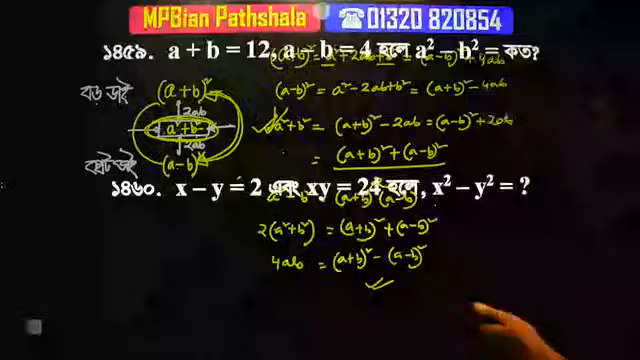 MPBian Pathshala ☎01320 820854
১৪৫৯. a + b = 12, a – b = 4 হলে a² – b² = কত?
বড় ভাই (a+b)² (a-b)² = a² - 2ab + b² = (a-b)² - 4ab
2ab
a² + b² a² + b² = (a+b)² - 2ab = (a-b)² + 2ab
2ab
ছোট ভাই (a-b)² = (a+b)² + (a-b)²
১৪৬০. x – y = 2 এবং xy = 24 হলে, x² – y² = ?
2(a² + b²) = (a+b)² + (a-b)²
4ab = (a+b)² - (a-b)²